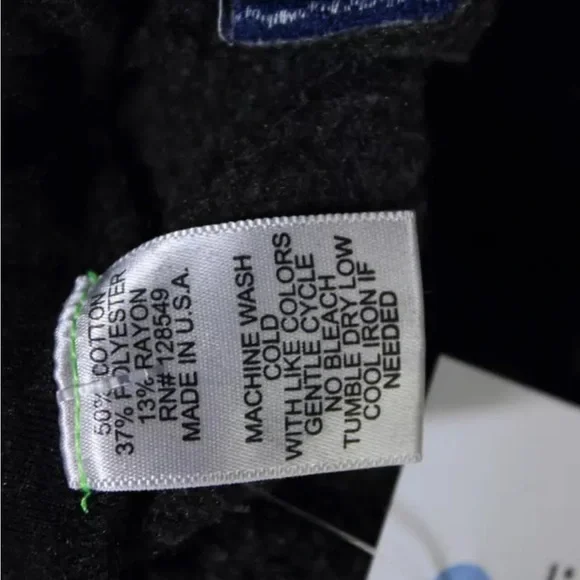 50% COTTON
37% POLYESTER
13% RAYON
RN# 128549
MADE IN U.S.A.
MACHINE WASH
COLD
WITH LIKE COLORS
GENTLE CYCLE
NO BLEACH
TUMBLE DRY LOW
COOL IRON IF
NEEDED